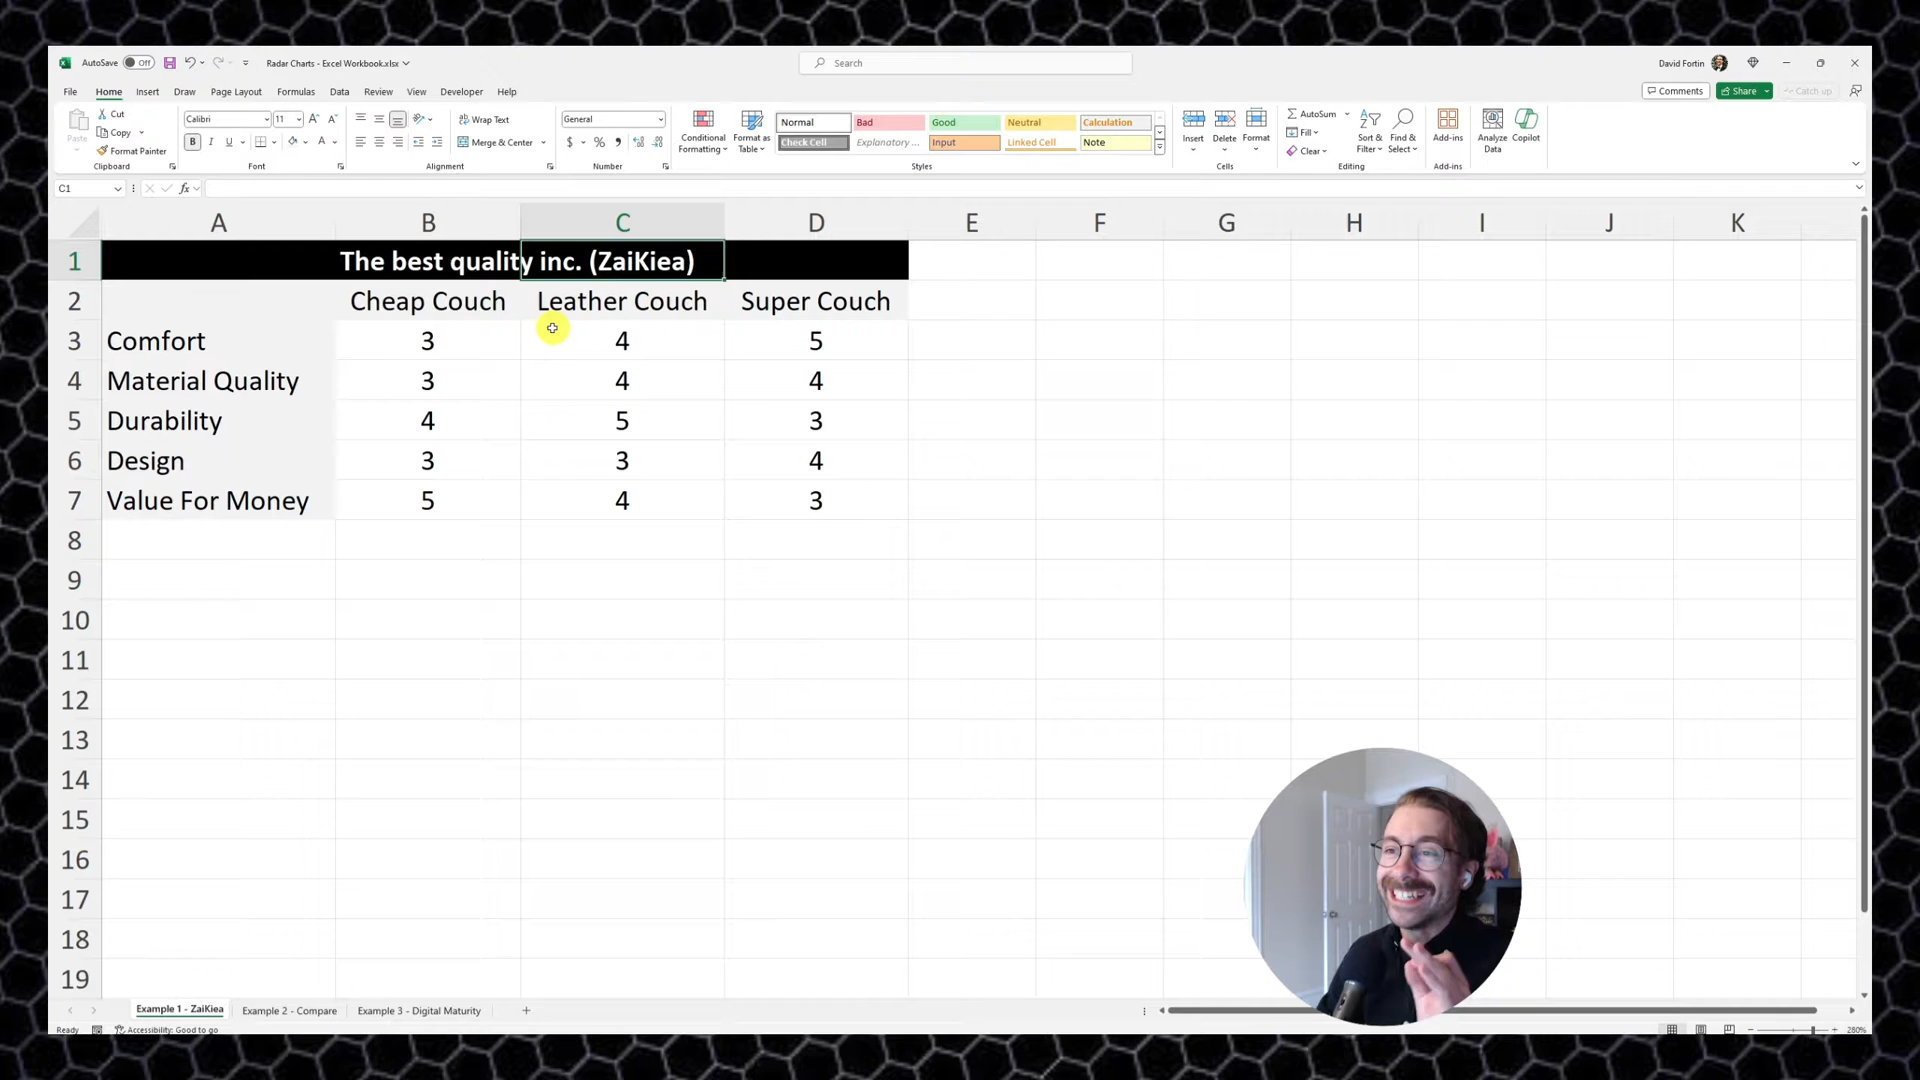 AutoSave Off Radar Charts - Excel Workbook.xlsx Search David Fortin
File Home Insert Draw Page Layout Formulas Data Review View Developer Help Comments Share Catch up
Paste Cut Copy Format Painter Clipboard
Calibri 11 B I U A A A Font
Wrap Text Merge & Center Alignment
General $ % , Number
Conditional Formatting Format as Table
Normal Bad Good Neutral Calculation
Check Cell Explanatory ... Input Linked Cell Note
Styles
Insert Delete Format Cells
AutoSum Fill Clear Sort & Filter Find & Select Editing
Add-ins Add-ins
Analyze Data Copilot
C1 fx
A B C D E F G H I J K
1 The best quality inc. (ZaiKiea)
2 Cheap Couch Leather Couch Super Couch
3 Comfort 3 4 5
4 Material Quality 3 4 4
5 Durability 4 5 3
6 Design 3 3 4
7 Value For Money 5 4 3
8
9
10
11
12
13
14
15
16
17
18
19
Example 1 - ZaiKiea Example 2 - Compare Example 3 - Digital Maturity
Ready Accessibility: Good to go 280%